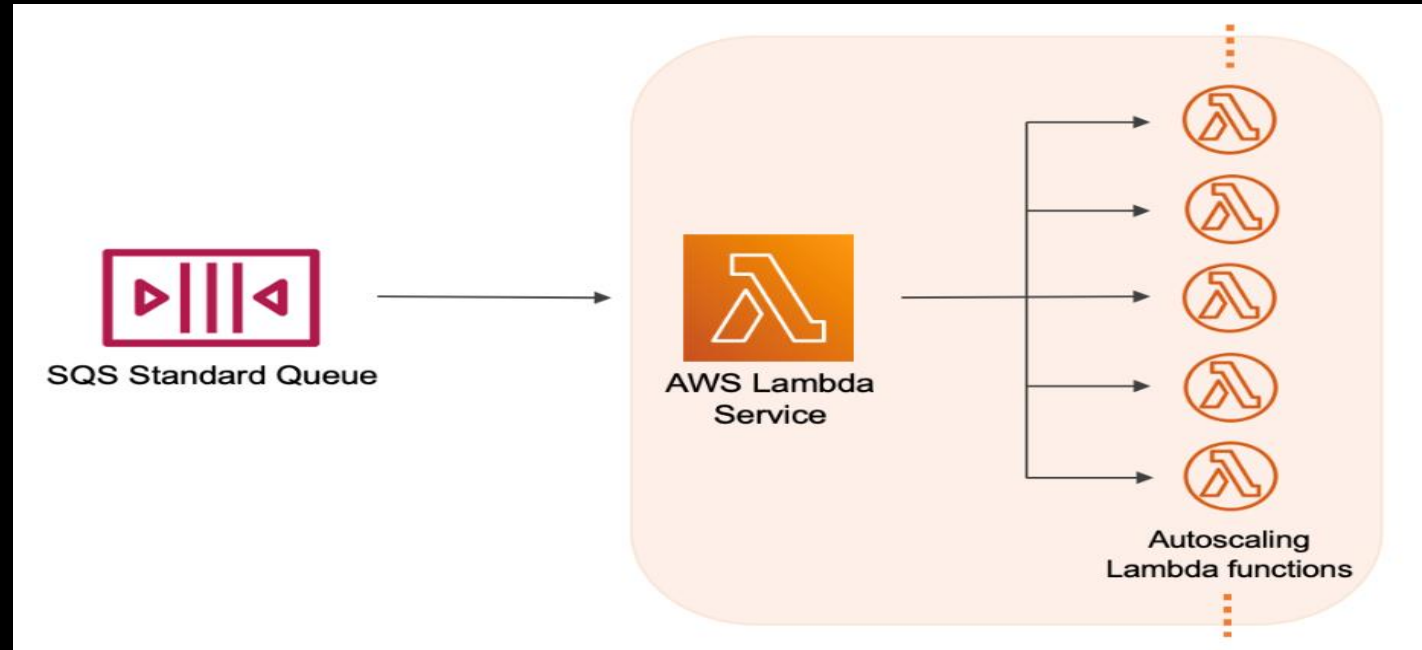 SQS Standard Queue
AWS Lambda
Service
Autoscaling
Lambda functions